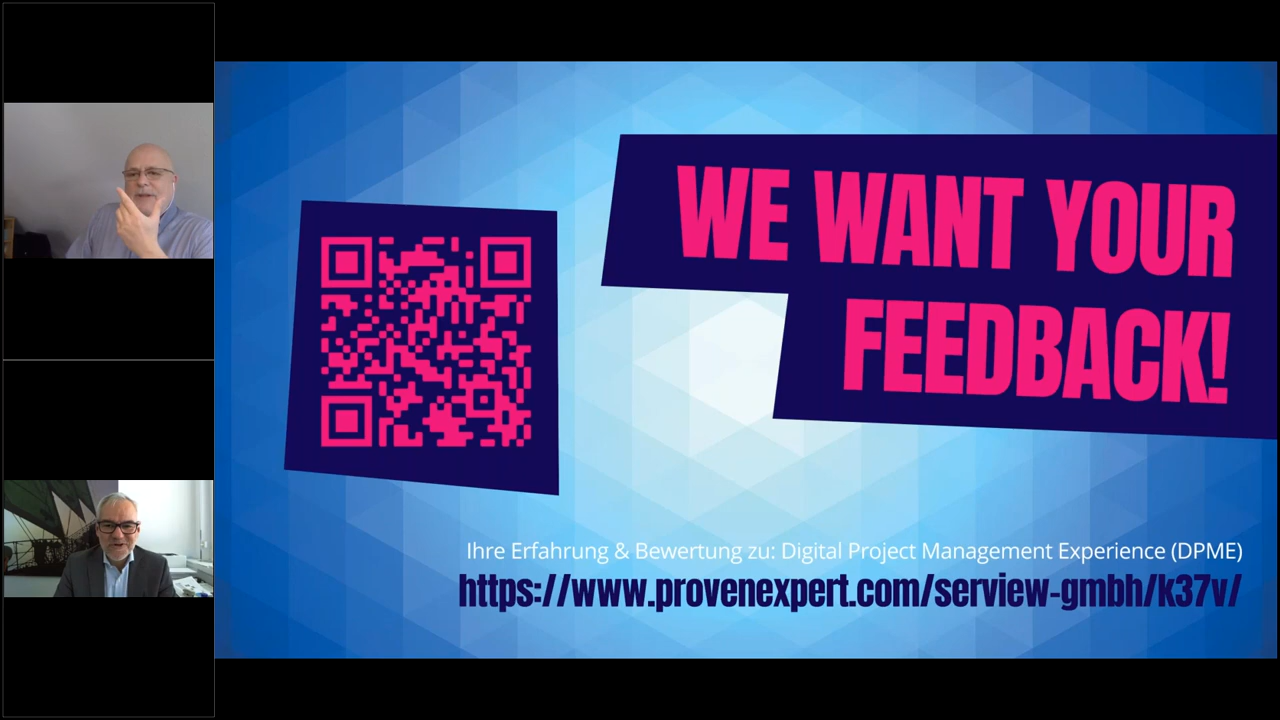 WE WANT YOUR
FEEDBACK!
Ihre Erfahrung & Bewertung zu: Digital Project Management Experience (DPME)
https://www.provenexpert.com/serview-gmbh/k37v/